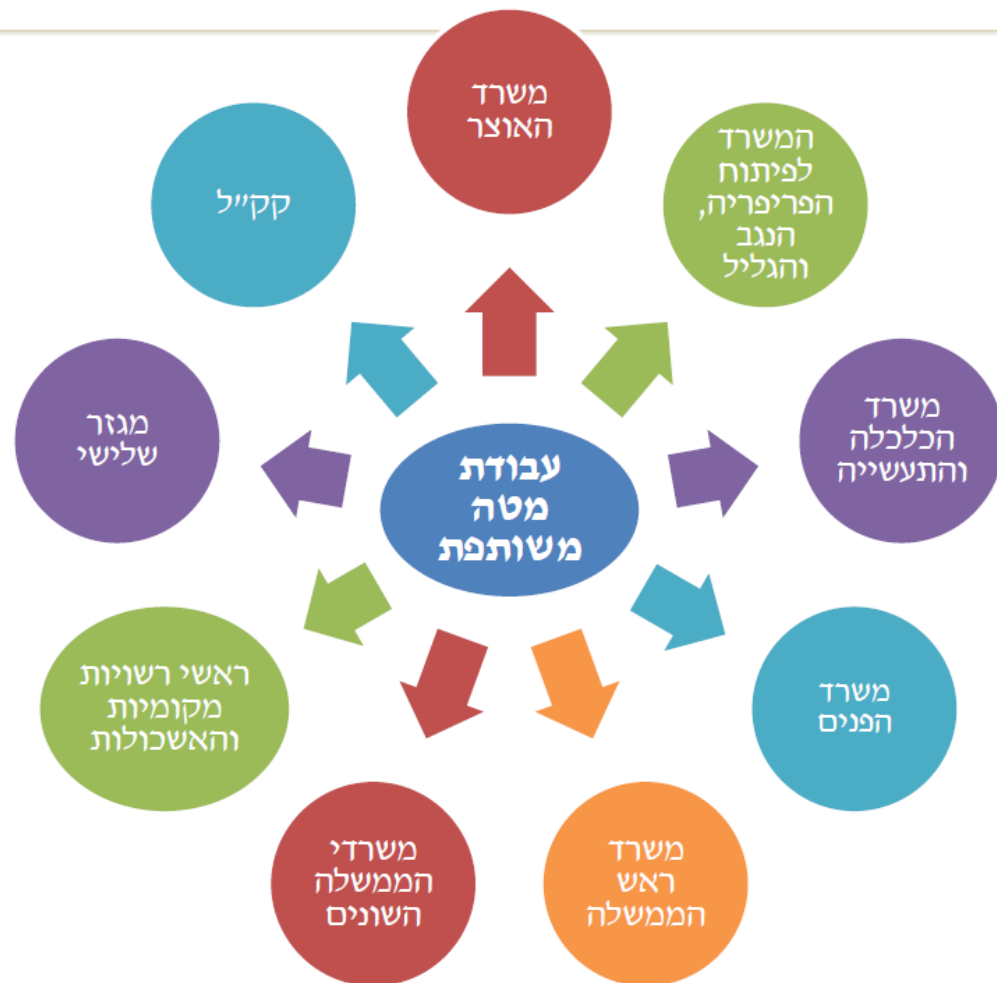 משרד
האוצר
המשרד
לפיתוח
הפריפריה,
הנגב
והגליל
משרד
הכלכלה
והתעשייה
משרד
הפנים
משרד
ראש
הממשלה
משרדי
הממשלה
השונים
ראשי רשויות
מקומיות
והאשכולות
מגזר
שלישי
קק״ל
עבודת
מטה
משותפת